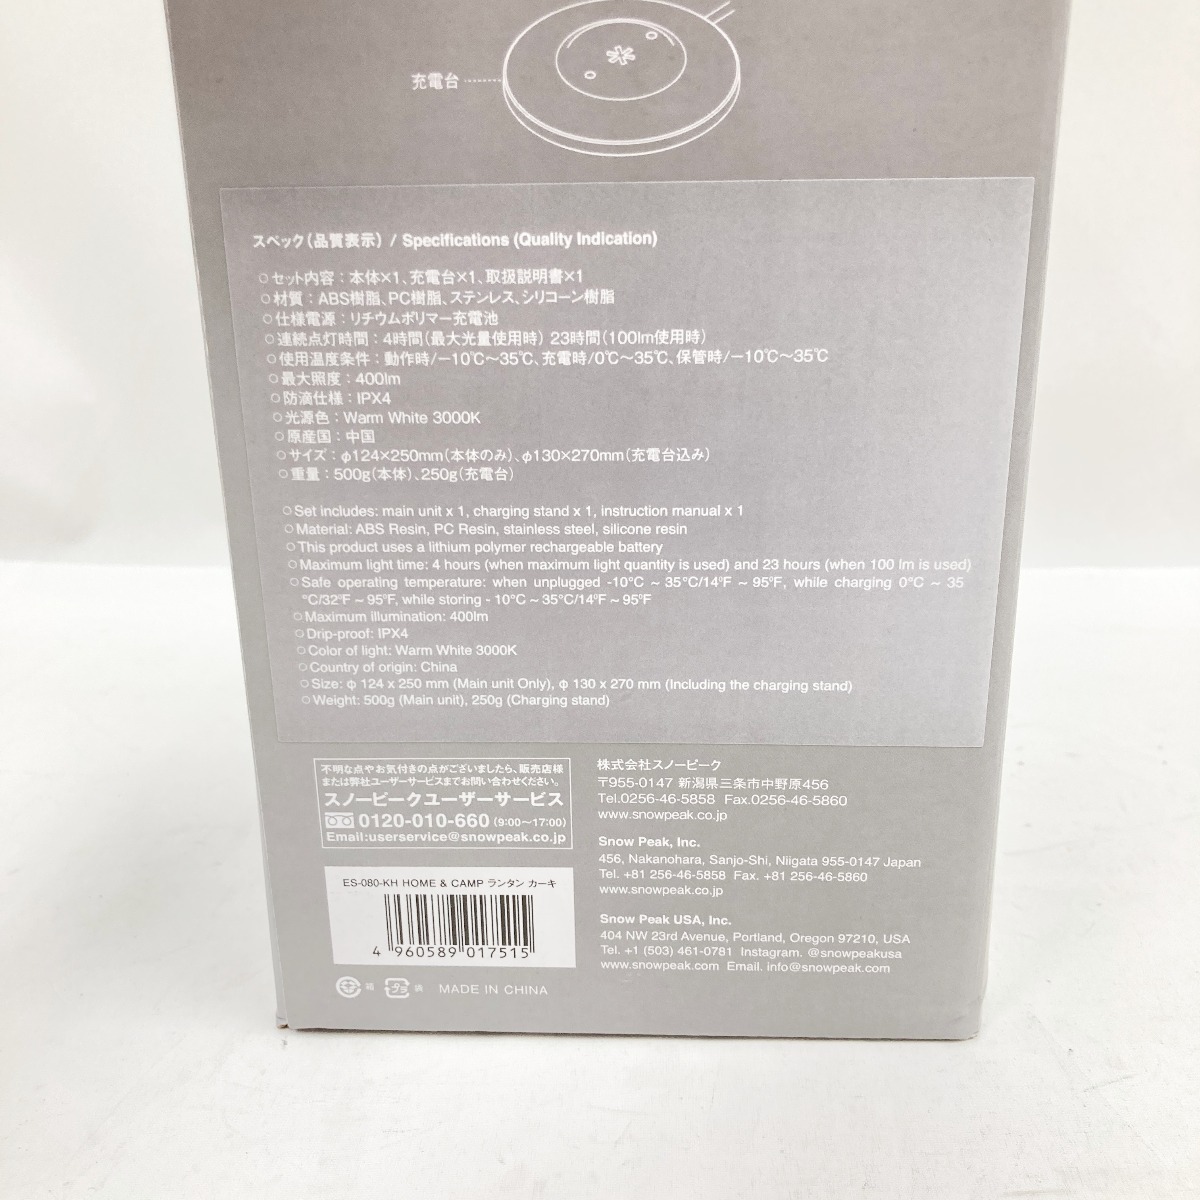 充電台
スペック(品質表示) / Specifications (Quality Indication)
○セット内容：本体×1、充電台×1、取扱説明書×1
○材質：ABS樹脂、PC樹脂、ステンレス、シリコーン樹脂
○仕様電源：リチウムポリマー充電池
○連続点灯時間：4時間(最大光量使用時) 23時間(100lm使用時)
○使用温度条件：動作時/−10℃〜35℃、充電時/0℃〜35℃、保管時/−10℃〜35℃
○最大照度：400lm
○防滴仕様：IPX4
○光源色：Warm White 3000K
○原産国：中国
○サイズ：φ124×250mm(本体のみ)、φ130×270mm(充電台込み)
○重量：500g(本体)、250g(充電台)
○Set includes: main unit x 1, charging stand x 1, instruction manual x 1
○Material: ABS Resin, PC Resin, stainless steel, silicone resin
○This product uses a lithium polymer rechargeable battery
○Maximum light time: 4 hours (when maximum light quantity is used) and 23 hours (when 100 lm is used)
○Safe operating temperature: when unplugged -10°C ~ 35°C/14°F ~ 95°F, while charging 0°C ~ 35
°C/32°F ~ 95°F, while storing - 10°C ~ 35°C/14°F ~ 95°F
○Maximum illumination: 400lm
○Drip-proof: IPX4
○Color of light: Warm White 3000K
○Country of origin: China
○Size: φ 124 x 250 mm (Main unit Only), φ 130 x 270 mm (Including the charging stand)
○Weight: 500g (Main unit), 250g (Charging stand)
不明な点やお気付きの点がございましたら、販売店様
または弊社ユーザーサービスまでお問い合わせください。
スノーピークユーザーサービス
0120-010-660 (9:00〜17:00)
Email:userservice@snowpeak.co.jp
ES-080-KH HOME & CAMP ランタン カーキ
4 960589 017515
箱 プラ 袋 MADE IN CHINA
株式会社スノーピーク
〒955-0147 新潟県三条市中野原456
Tel.0256-46-5858 Fax.0256-46-5860
www.snowpeak.co.jp
Snow Peak, Inc.
456, Nakanohara, Sanjo-Shi, Niigata 955-0147 Japan
Tel. +81 256-46-5858 Fax. +81 256-46-5860
www.snowpeak.co.jp
Snow Peak USA, Inc.
404 NW 23rd Avenue, Portland, Oregon 97210, USA
Tel. +1 (503) 461-0781 Instagram. @snowpeakusa
www.snowpeak.com Email. info@snowpeak.com